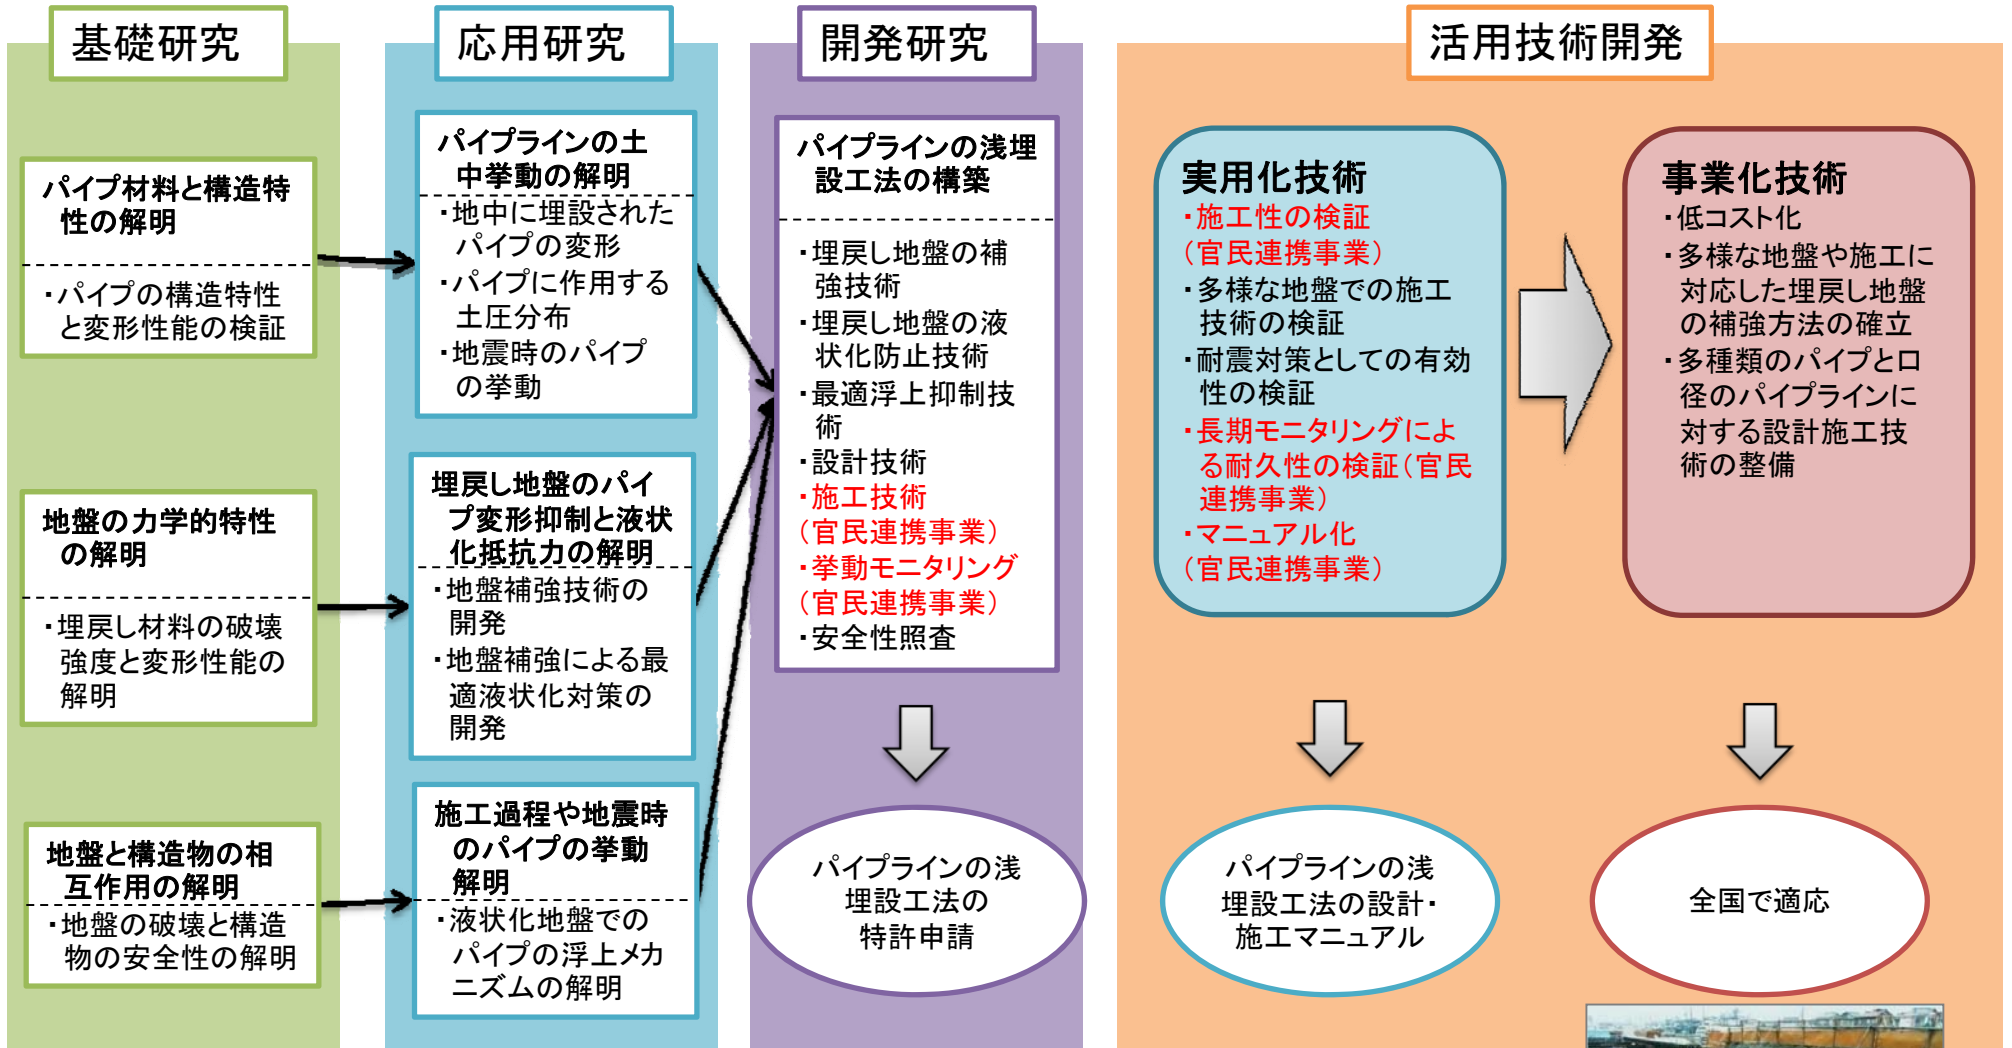 基礎研究
パイプ材料と構造特
性の解明
・パイプの構造特性
と変形性能の検証
地盤の力学的特性
の解明
・埋戻し材料の破壊
強度と変形性能の
解明
地盤と構造物の相
互作用の解明
・地盤の破壊と構造
物の安全性の解明
応用研究
パイプラインの土
中挙動の解明
・地中に埋設された
パイプの変形
・パイプに作用する
土圧分布
・地震時のパイプ
の挙動
埋戻し地盤のパイ
プ変形抑制と液状
化抵抗力の解明
・地盤補強技術の
開発
・地盤補強による最
適液状化対策の
開発
施工過程や地震時
のパイプの挙動
解明
・液状化地盤での
パイプの浮上メカ
ニズムの解明
開発研究
パイプラインの浅埋
設工法の構築
・埋戻し地盤の補
強技術
・埋戻し地盤の液
状化防止技術
・最適浮上抑制技
術
・設計技術
・施工技術
（官民連携事業）
・挙動モニタリング
（官民連携事業）
・安全性照査
パイプラインの浅
埋設工法の
特許申請
活用技術開発
実用化技術
・施工性の検証
（官民連携事業）
・多様な地盤での施工
技術の検証
・耐震対策としての有効
性の検証
・長期モニタリングによ
る耐久性の検証（官民
連携事業）
・マニュアル化
（官民連携事業）
パイプラインの浅
埋設工法の設計・
施工マニュアル
事業化技術
・低コスト化
・多様な地盤や施工に
対応した埋戻し地盤
の補強方法の確立
・多種類のパイプと口
径のパイプラインに
対する設計施工技
術の整備
全国で適応